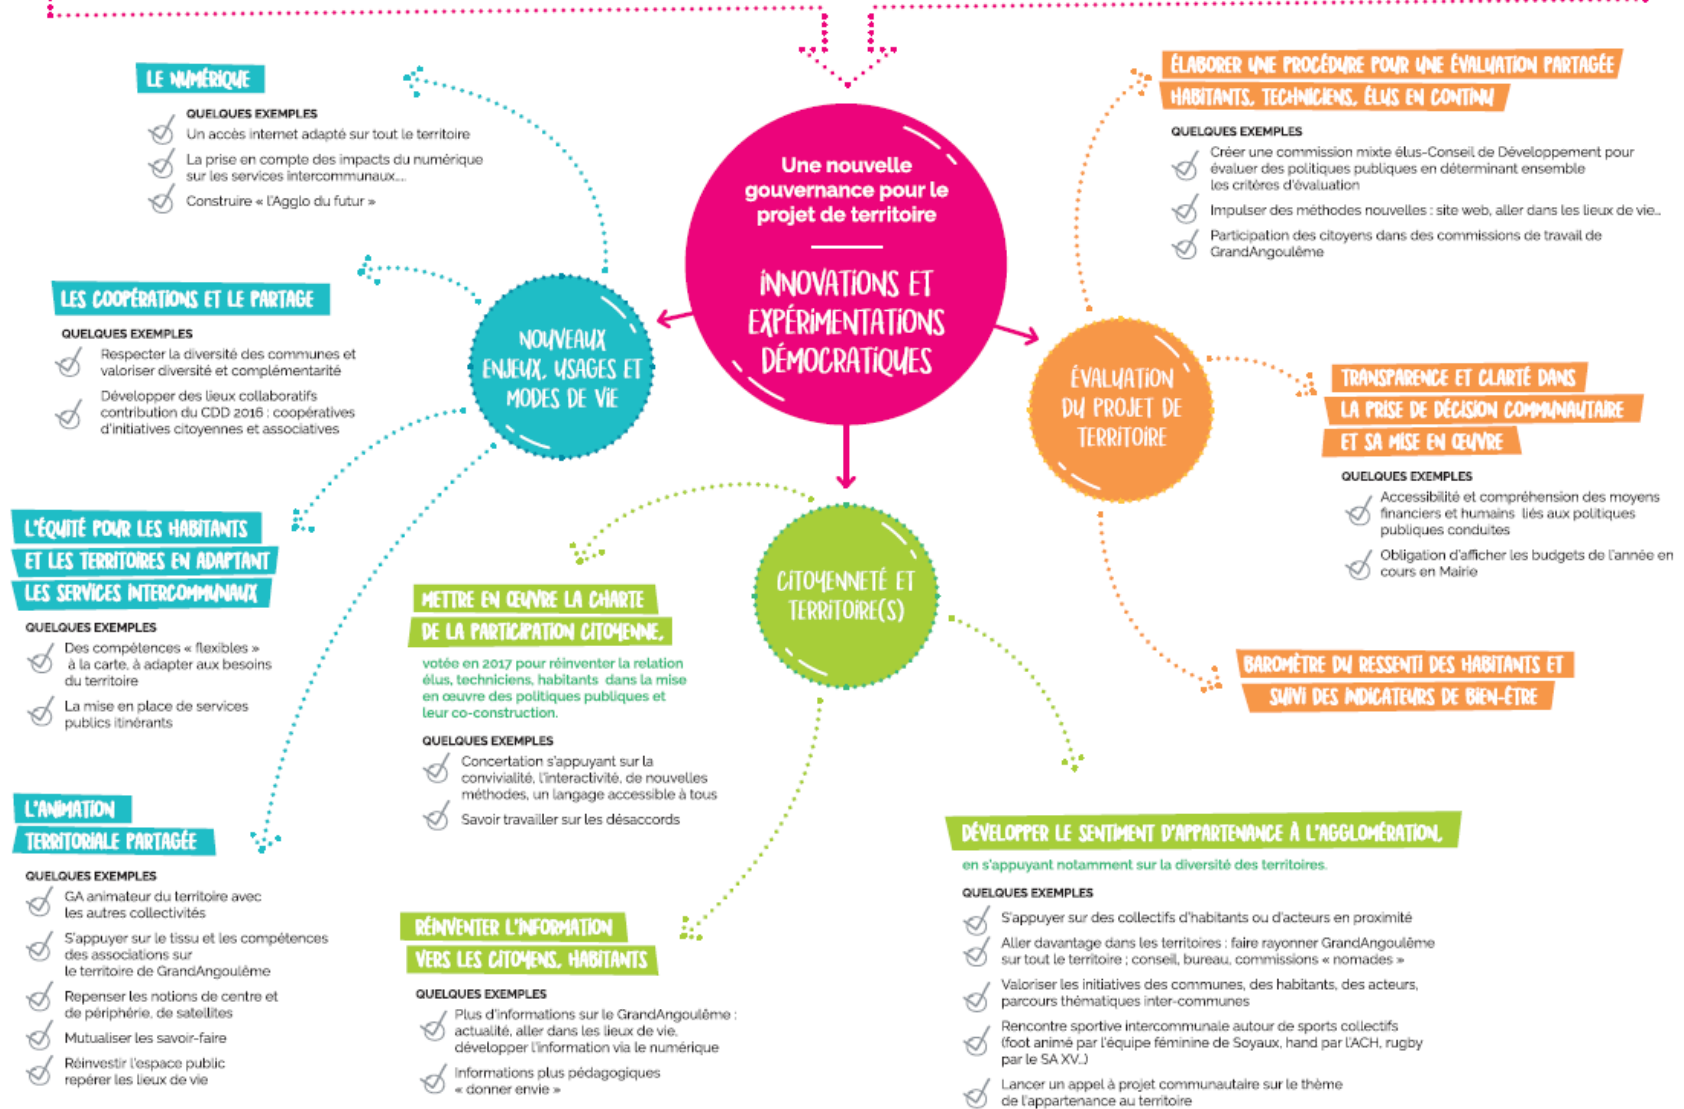 Une nouvelle
gouvernance pour le
projet de territoire
INNOVATIONS ET
EXPÉRIMENTATIONS
DÉMOCRATIQUES
NOUVEAUX
ENJEUX, USAGES ET
MODES DE VIE
LE NUMÉRIQUE
QUELQUES EXEMPLES
Un accès internet adapté sur tout le territoire
La prise en compte des impacts du numérique
sur les services intercommunaux...
Construire « l'Agglo du futur »
LES COOPÉRATIONS ET LE PARTAGE
QUELQUES EXEMPLES
Respecter la diversité des communes et
valoriser diversité et complémentarité
Développer des lieux collaboratifs
contribution du CDD 2016 : coopératives
d'initiatives citoyennes et associatives
L'ÉQUITÉ POUR LES HABITANTS
ET LES TERRITOIRES EN ADAPTANT
LES SERVICES INTERCOMMUNAUX
QUELQUES EXEMPLES
Des compétences « flexibles »
à la carte, à adapter aux besoins
du territoire
La mise en place de services
publics itinérants
L'ANIMATION
TERRITORIALE PARTAGÉE
QUELQUES EXEMPLES
GA animateur du territoire avec
les autres collectivités
S'appuyer sur le tissu et les compétences
des associations sur
le territoire de GrandAngoulême
Repenser les notions de centre et
de périphérie, de satellites
Mutualiser les savoir-faire
Réinvestir l'espace public
repérer les lieux de vie
CITOYENNETÉ ET
TERRITOIRE(S)
METTRE EN ŒUVRE LA CHARTE
DE LA PARTICIPATION CITOYENNE,
votée en 2017 pour réinventer la relation
élus, techniciens, habitants dans la mise
en œuvre des politiques publiques et
leur co-construction.
QUELQUES EXEMPLES
Concertation s'appuyant sur la
convivialité, l'interactivité, de nouvelles
méthodes, un langage accessible à tous
Savoir travailler sur les désaccords
RÉINVENTER L'INFORMATION
VERS LES CITOYENS, HABITANTS
QUELQUES EXEMPLES
Plus d'informations sur le GrandAngoulême :
actualité, aller dans les lieux de vie,
développer l'information via le numérique
Informations plus pédagogiques
« donner envie »
DÉVELOPPER LE SENTIMENT D'APPARTENANCE À L'AGGLOMÉRATION,
en s'appuyant notamment sur la diversité des territoires.
QUELQUES EXEMPLES
S'appuyer sur des collectifs d'habitants ou d'acteurs en proximité
Aller davantage dans les territoires : faire rayonner GrandAngoulême
sur tout le territoire ; conseil, bureau, commissions « nomades »
Valoriser les initiatives des communes, des habitants, des acteurs,
parcours thématiques inter-communes
Rencontre sportive intercommunale autour de sports collectifs
(foot animé par l'équipe féminine de Soyaux, hand par l'ACH, rugby
par le SA XV...)
Lancer un appel à projet communautaire sur le thème
de l'appartenance au territoire
ÉVALUATION
DU PROJET DE
TERRITOIRE
ÉLABORER UNE PROCÉDURE POUR UNE ÉVALUATION PARTAGÉE
HABITANTS, TECHNICIENS, ÉLUS EN CONTINU
QUELQUES EXEMPLES
Créer une commission mixte élus-Conseil de Développement pour
évaluer des politiques publiques en déterminant ensemble
les critères d'évaluation
Impulser des méthodes nouvelles : site web, aller dans les lieux de vie...
Participation des citoyens dans des commissions de travail de
GrandAngoulême
TRANSPARENCE ET CLARTÉ DANS
LA PRISE DE DÉCISION COMMUNAUTAIRE
ET SA MISE EN ŒUVRE
QUELQUES EXEMPLES
Accessibilité et compréhension des moyens
financiers et humains liés aux politiques
publiques conduites
Obligation d'afficher les budgets de l'année en
cours en Mairie
BAROMÈTRE DU RESSENTI DES HABITANTS ET
SUIVI DES INDICATEURS DE BIEN-ÊTRE